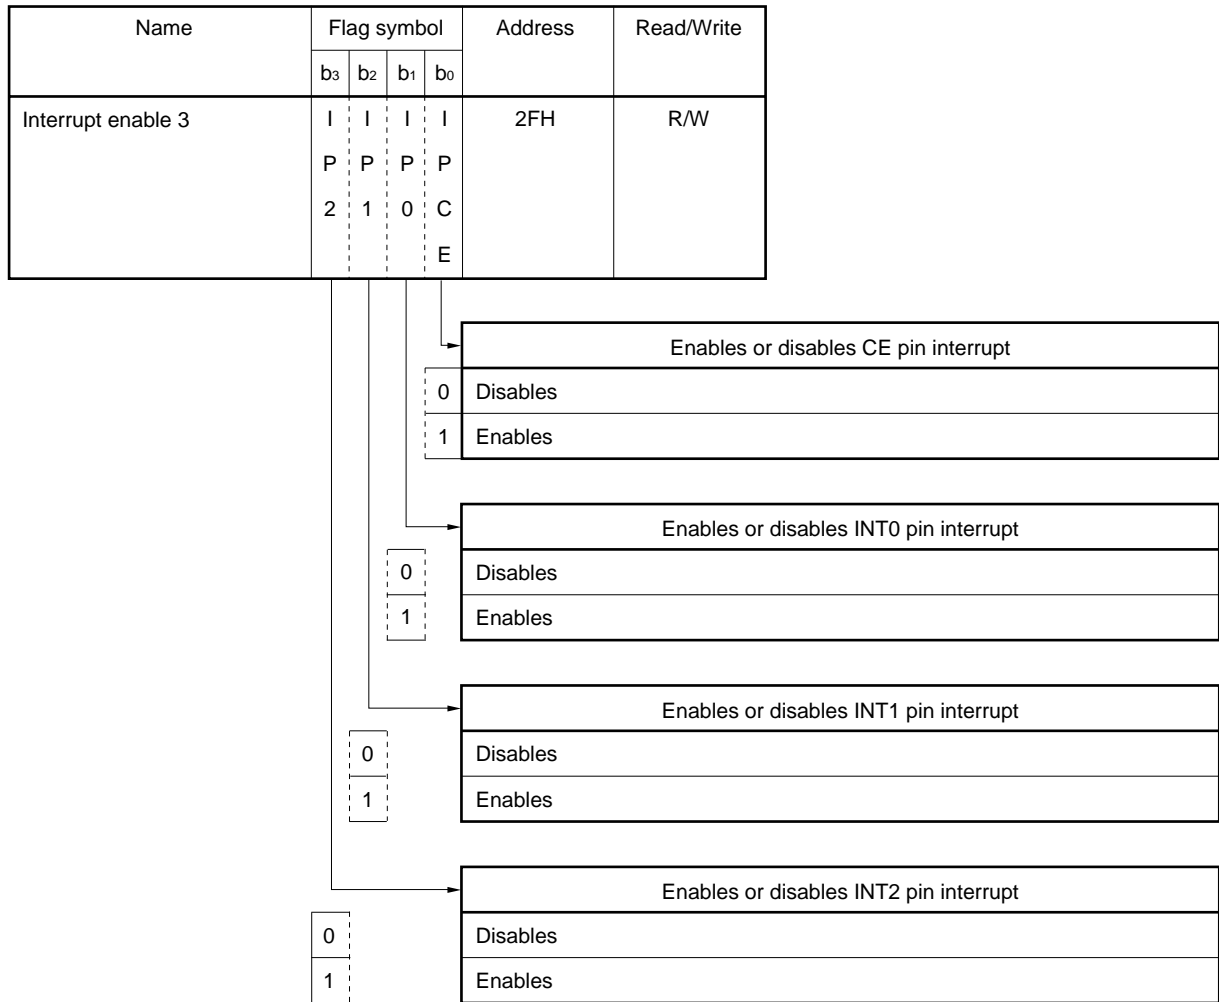 Name Flag symbol Address Read/Write
b3 b2 b1 b0
Interrupt enable 3 I I I I 2FH R/W
P P P P
2 1 0 C
E
Enables or disables CE pin interrupt
0 Disables
1 Enables
Enables or disables INT0 pin interrupt
0 Disables
1 Enables
Enables or disables INT1 pin interrupt
0 Disables
1 Enables
Enables or disables INT2 pin interrupt
0 Disables
1 Enables